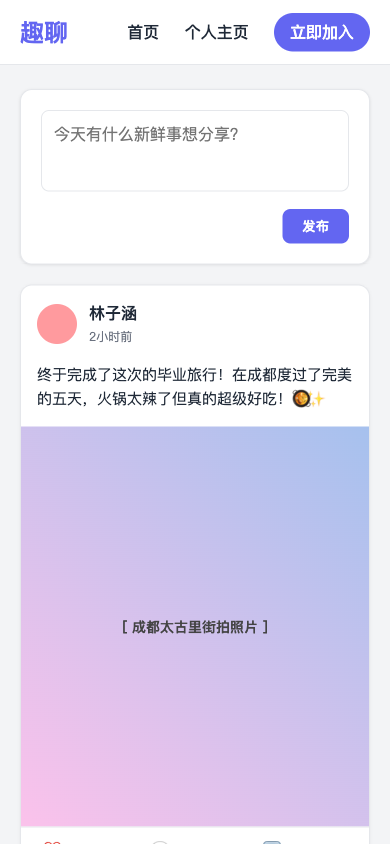 趣聊
首页
个人主页
立即加入
今天有什么新鲜事想分享?
发布
林子涵
2小时前
终于完成了这次的毕业旅行！在成都度过了完美
的五天，火锅太辣了但真的超级好吃！🥘✨
[ 成都太古里街拍照片 ]